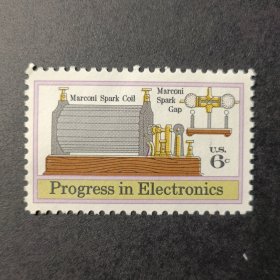 Marconi Spark Coil
Marconi
Spark
Gap
U.S.
6c
Progress in Electronics